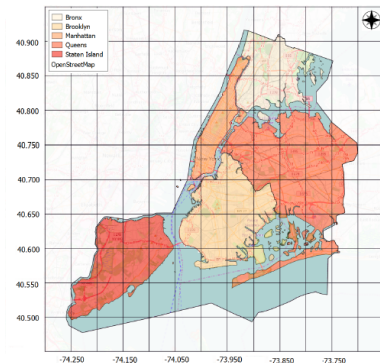 Bronx
Brooklyn
Manhattan
Queens
Staten Island
OpenStreetMap
40.900
40.850
40.800
40.750
40.700
40.650
40.600
40.550
40.500
-74.250
-74.150
-74.050
-73.950
-73.850
-73.750